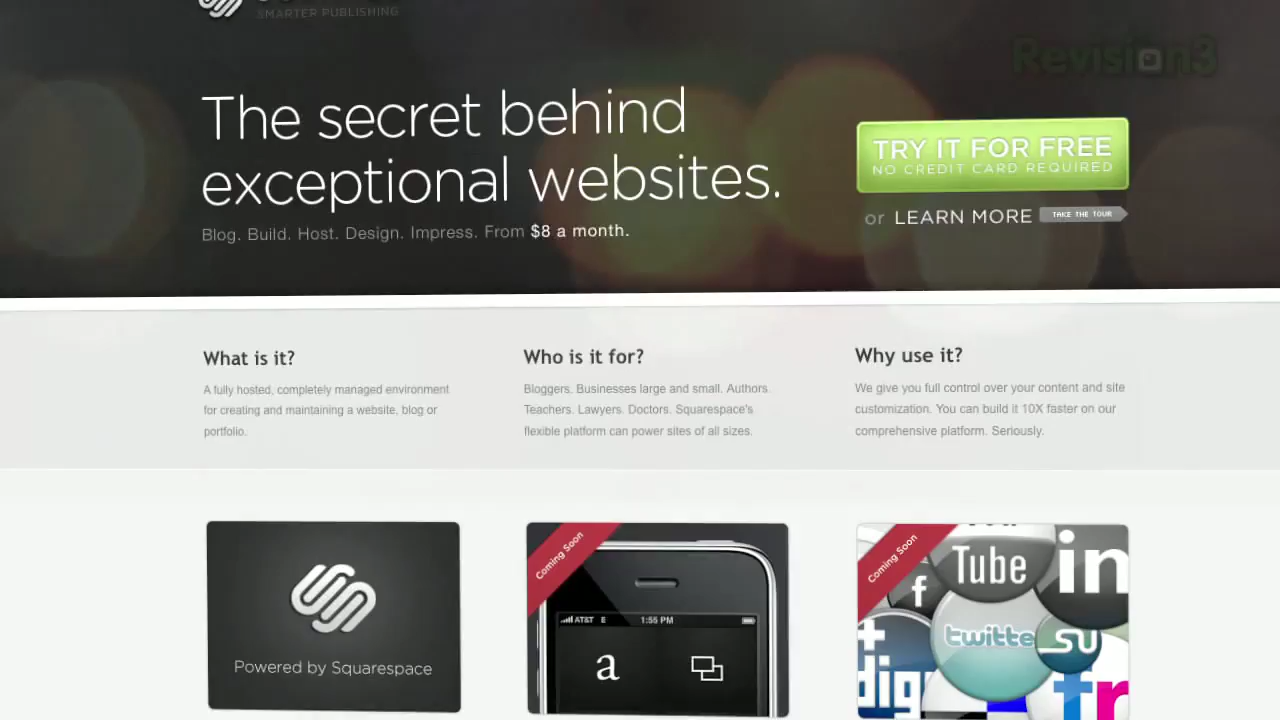 SMARTER PUBLISHING
Revision3
The secret behind
exceptional websites.
Blog. Build. Host. Design. Impress. From $8 a month.
TRY IT FOR FREE
NO CREDIT CARD REQUIRED
or LEARN MORE TAKE THE TOUR
What is it?
A fully hosted, completely managed environment
for creating and maintaining a website, blog or
portfolio.
Who is it for?
Bloggers. Businesses large and small. Authors.
Teachers. Lawyers. Doctors. Squarespace's
flexible platform can power sites of all sizes.
Why use it?
We give you full control over your content and site
customization. You can build it 10X faster on our
comprehensive platform. Seriously.
Powered by Squarespace
Coming Soon
AT&T E 1:55 PM
a
Coming Soon
Tube
in
f
twitte
SU
dig
fr